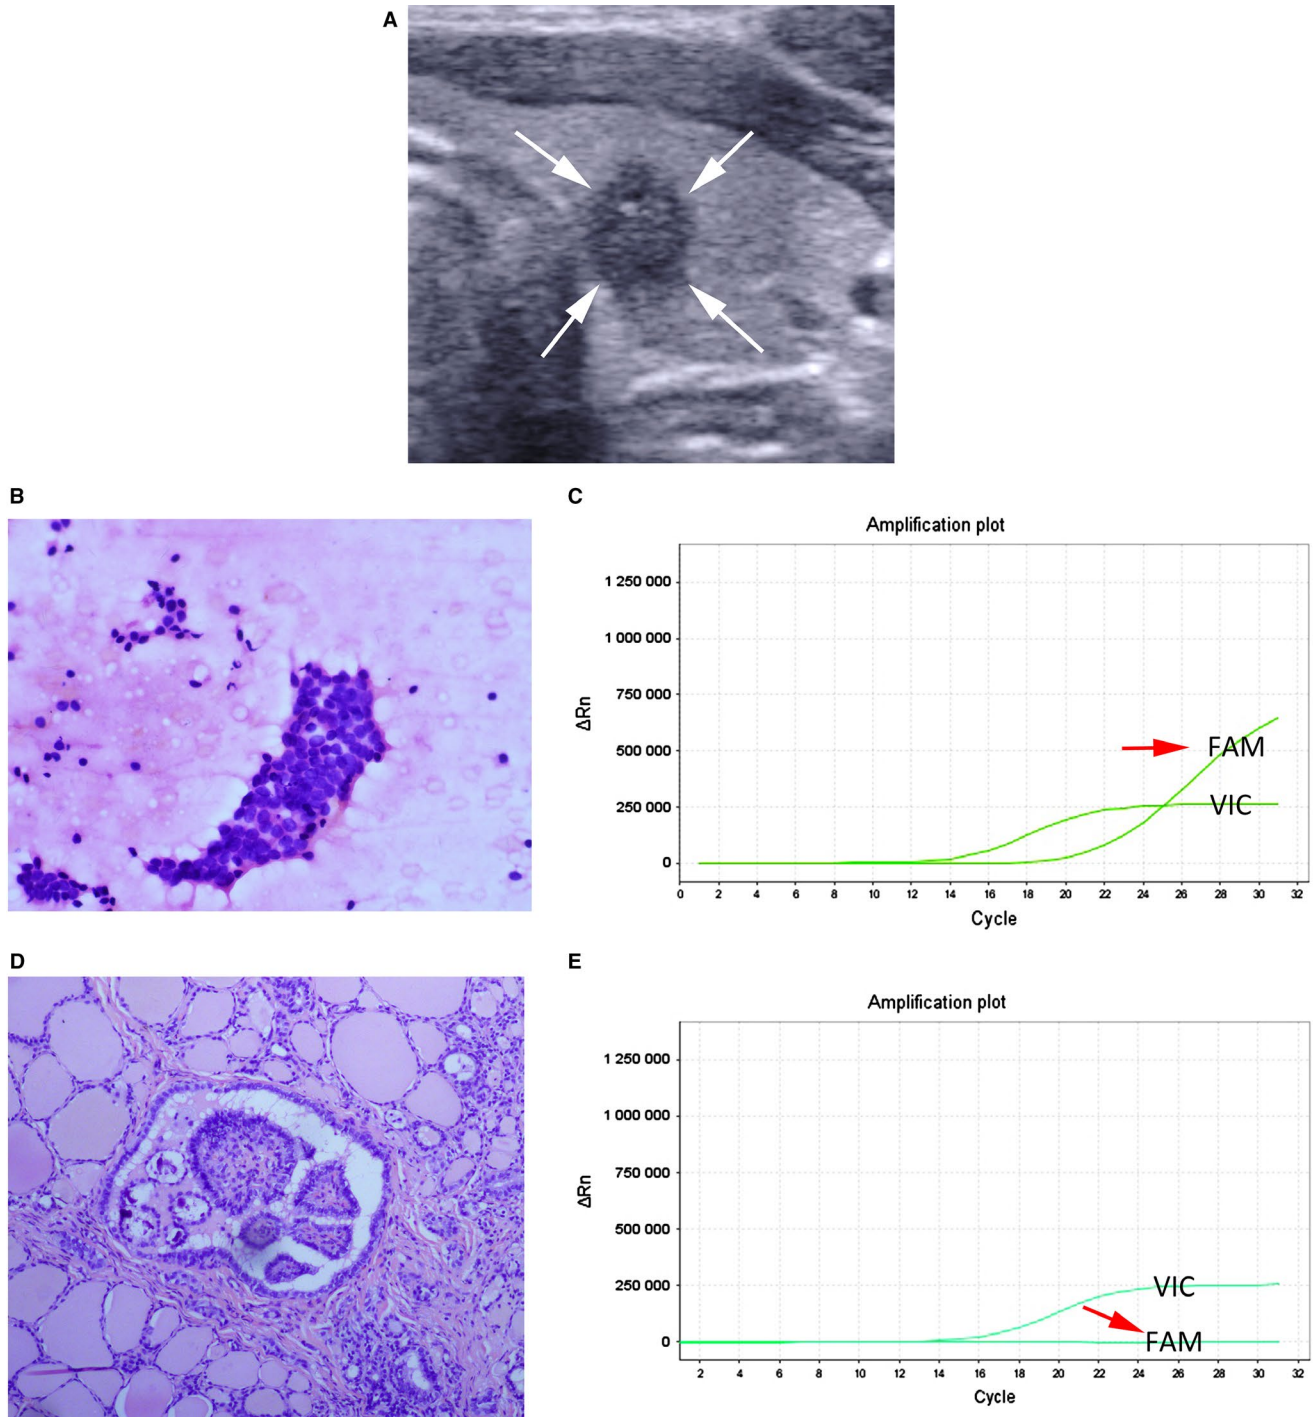 A
B
C
Amplification plot
1 250 000
1 000 000
750 000
500 000
250 000
0
ΔRn
FAM
VIC
0 2 4 6 8 10 12 14 16 18 20 22 24 26 28 30 32
Cycle
D
E
Amplification plot
1 250 000
1 000 000
750 000
500 000
250 000
0
ΔRn
VIC
FAM
2 4 6 8 10 12 14 16 18 20 22 24 26 28 30 32
Cycle